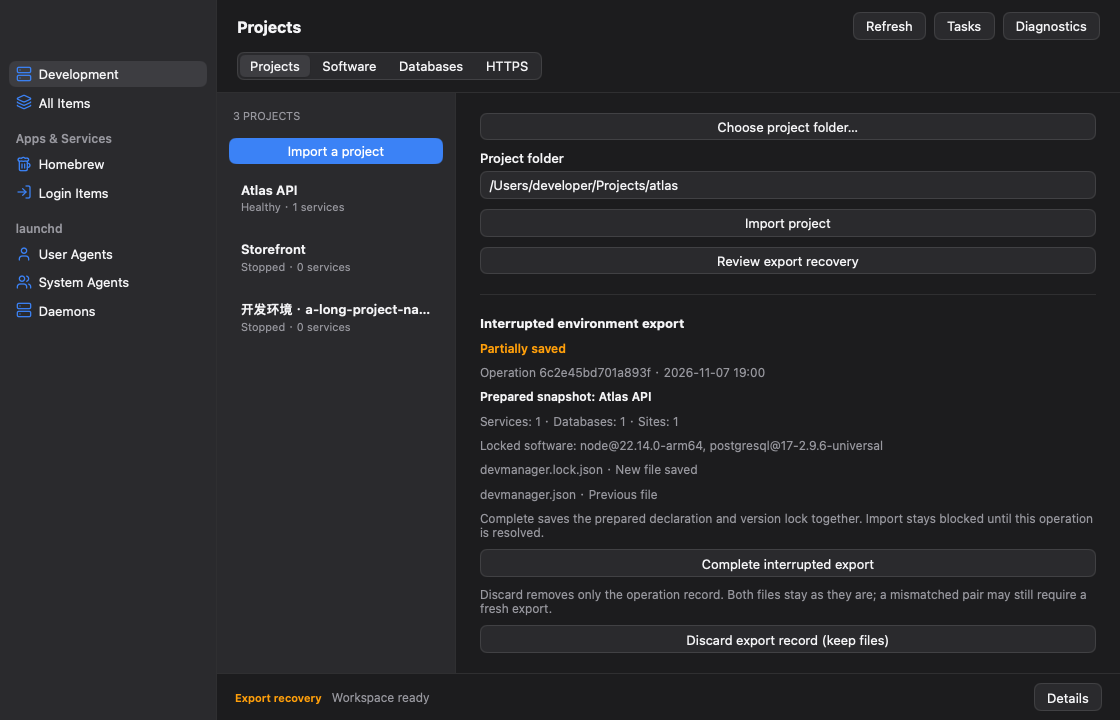 Development
All Items
Apps & Services
Homebrew
Login Items
launchd
User Agents
System Agents
Daemons
Projects
Refresh
Tasks
Diagnostics
Projects
Software
Databases
HTTPS
3 PROJECTS
Import a project
Atlas API
Healthy · 1 services
Storefront
Stopped · 0 services
开发环境 · a-long-project-na...
Stopped · 0 services
Choose project folder...
Project folder
/Users/developer/Projects/atlas
Import project
Review export recovery
Interrupted environment export
Partially saved
Operation 6c2e45bd701a893f · 2026-11-07 19:00
Prepared snapshot: Atlas API
Services: 1 · Databases: 1 · Sites: 1
Locked software: node@22.14.0-arm64, postgresql@17-2.9.6-universal
devmanager.lock.json · New file saved
devmanager.json · Previous file
Complete saves the prepared declaration and version lock together. Import stays blocked until this operation
is resolved.
Complete interrupted export
Discard removes only the operation record. Both files stay as they are; a mismatched pair may still require a
fresh export.
Discard export record (keep files)
Export recovery
Workspace ready
Details